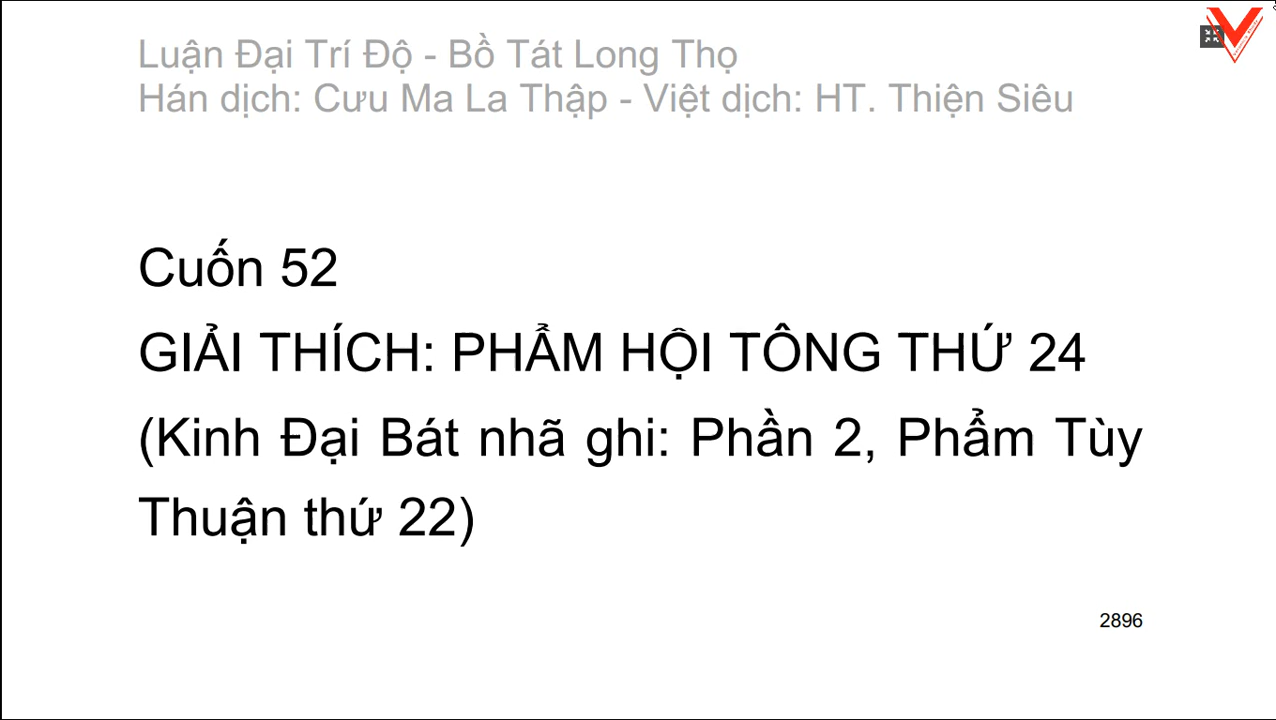 Luận Đại Trí Độ - Bồ Tát Long Thọ
Hán dịch: Cưu Ma La Thập - Việt dịch: HT. Thiện Siêu
Cuốn 52
GIẢI THÍCH: PHẨM HỘI TÔNG THỨ 24
(Kinh Đại Bát nhã ghi: Phần 2, Phẩm Tùy
Thuận thứ 22)
2896